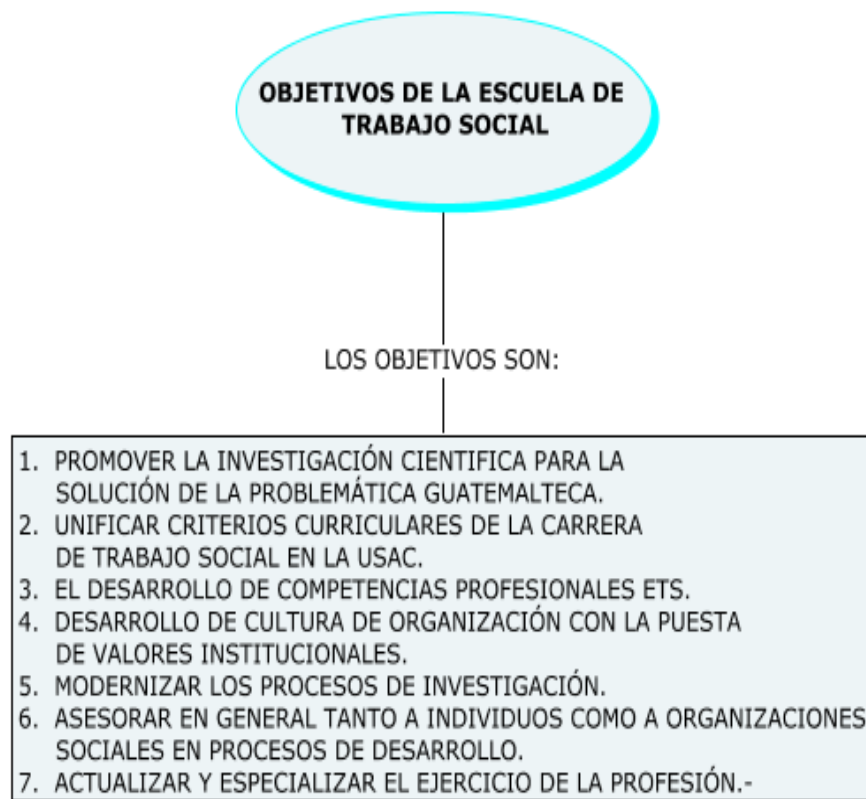 OBJETIVOS DE LA ESCUELA DE
TRABAJO SOCIAL
LOS OBJETIVOS SON:
1. PROMOVER LA INVESTIGACIÓN CIENTIFICA PARA LA
SOLUCIÓN DE LA PROBLEMÁTICA GUATEMALTECA.
2. UNIFICAR CRITERIOS CURRICULARES DE LA CARRERA
DE TRABAJO SOCIAL EN LA USAC.
3. EL DESARROLLO DE COMPETENCIAS PROFESIONALES ETS.
4. DESARROLLO DE CULTURA DE ORGANIZACIÓN CON LA PUESTA
DE VALORES INSTITUCIONALES.
5. MODERNIZAR LOS PROCESOS DE INVESTIGACIÓN.
6. ASESORAR EN GENERAL TANTO A INDIVIDUOS COMO A ORGANIZACIONES
SOCIALES EN PROCESOS DE DESARROLLO.
7. ACTUALIZAR Y ESPECIALIZAR EL EJERCICIO DE LA PROFESIÓN.-